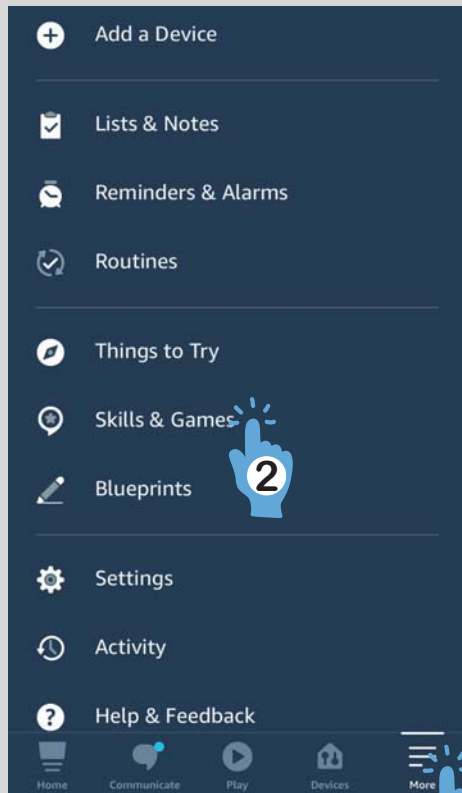 Add a Device
Lists & Notes
Reminders & Alarms
Routines
Things to Try
Skills & Games
2
Blueprints
Settings
Activity
? Help & Feedback
Home Communicate Play Devices More